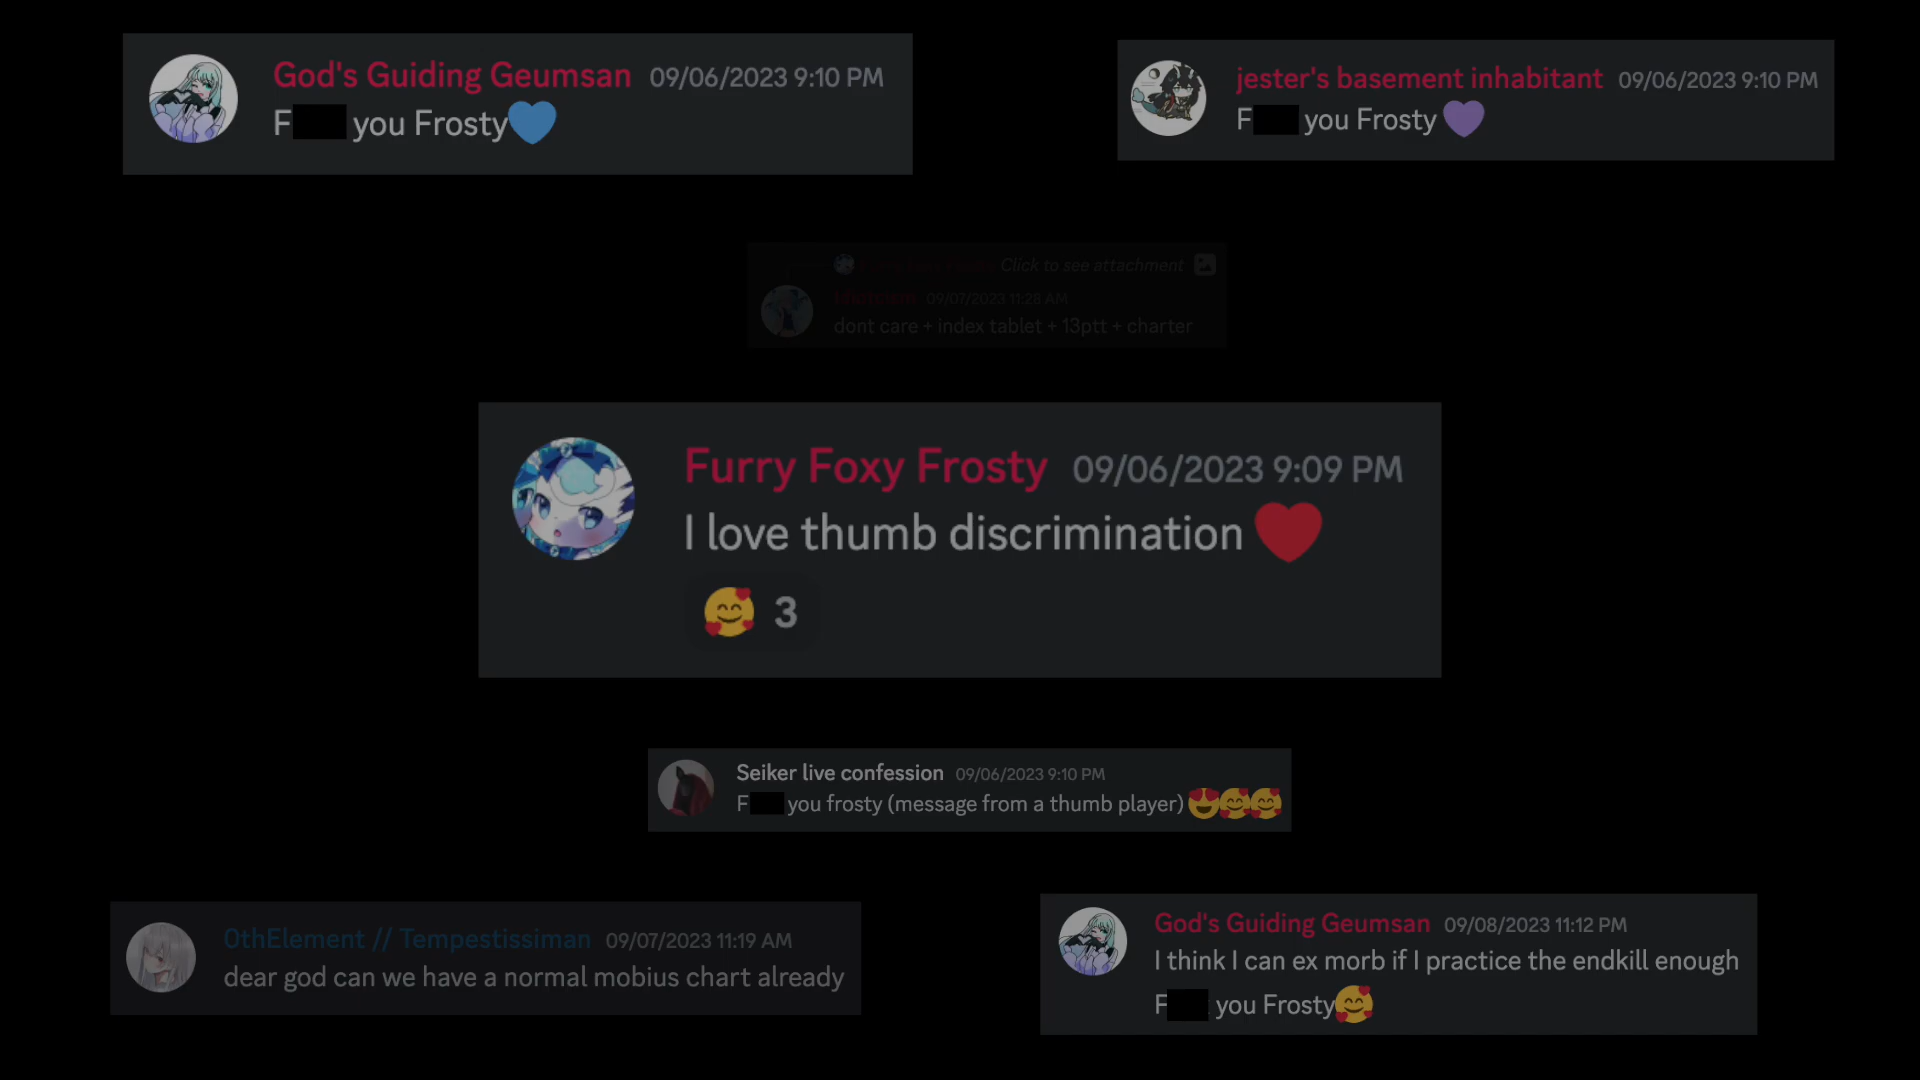 God's Guiding Geumsan 09/06/2023 9:10 PM
F you Frosty💙
jester's basement inhabitant 09/06/2023 9:10 PM
F you Frosty 💜
Click to see attachment
09/07/2023 11:28 AM
dont care + index tablet + 13ptt + charter
Furry Foxy Frosty 09/06/2023 9:09 PM
I love thumb discrimination ❤️
🥰 3
Seiker live confession 09/06/2023 9:10 PM
F you frosty (message from a thumb player) 😍🥰🥰
0thElement // Tempestissiman 09/07/2023 11:19 AM
dear god can we have a normal mobius chart already
God's Guiding Geumsan 09/08/2023 11:12 PM
I think I can ex morb if I practice the endkill enough
F you Frosty🥰